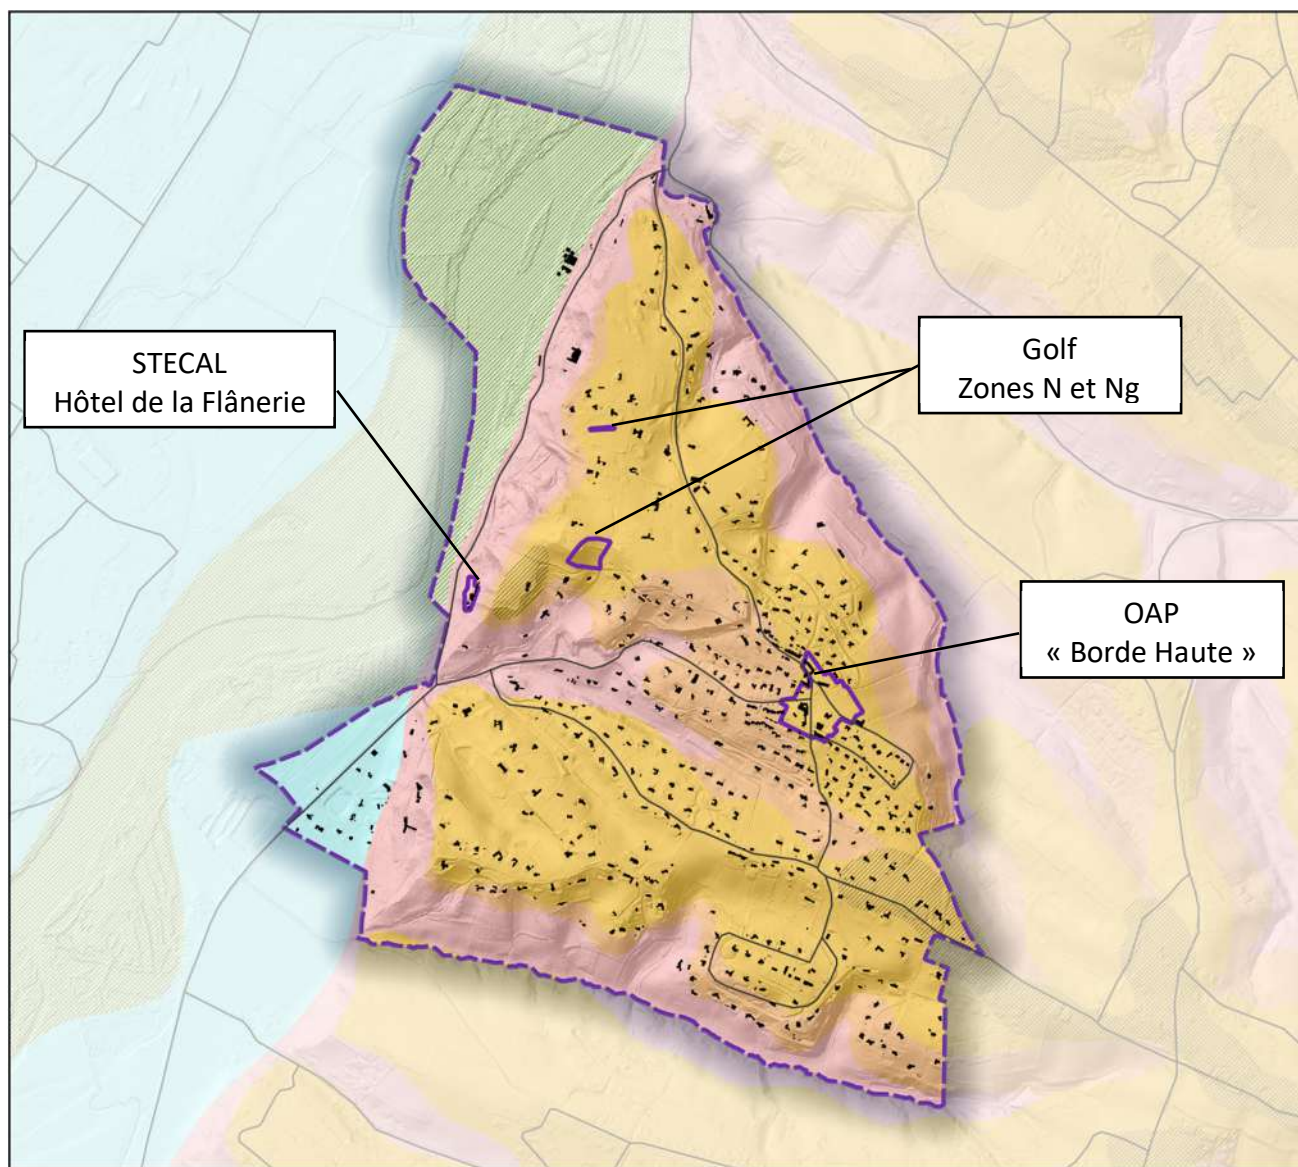 STECAL
Hôtel de la Flânerie
Golf
Zones N et Ng
OAP
« Borde Haute »